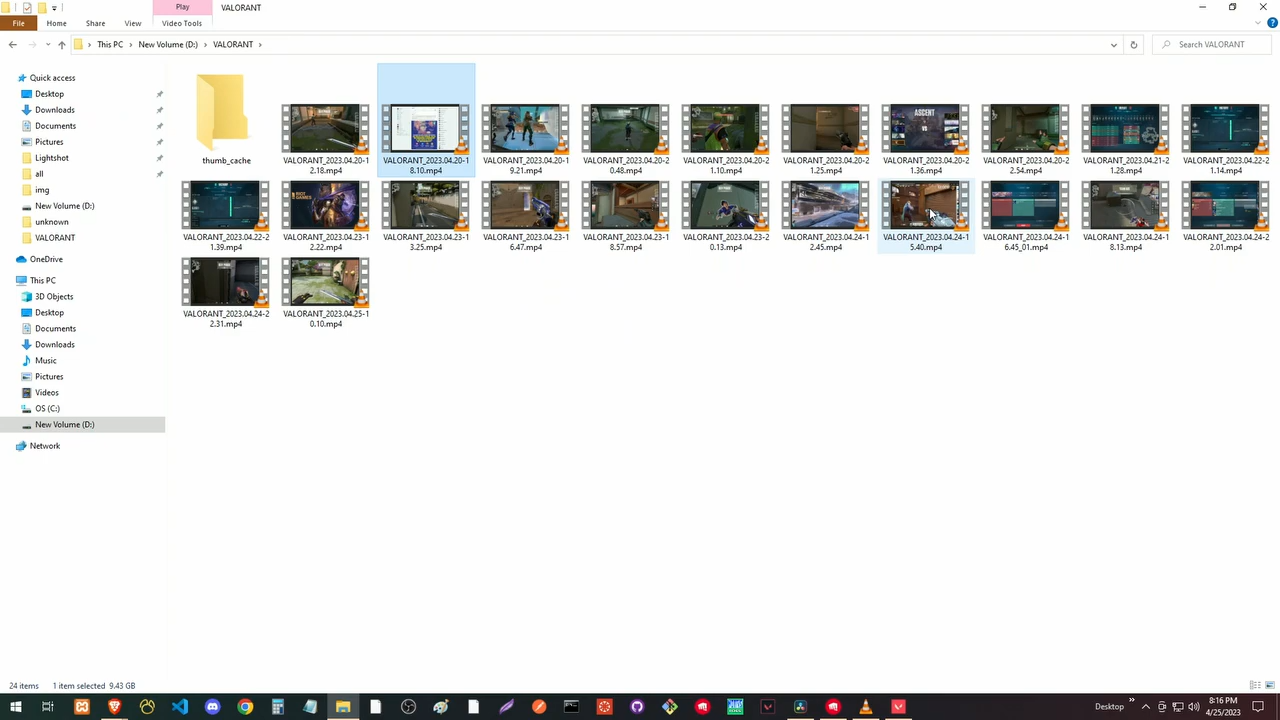 Play
VALORANT
File
Home
Share
View
Video Tools
This PC
New Volume (D:)
VALORANT
Search VALORANT
Quick access
Desktop
Downloads
Documents
Pictures
Lightshot
all
img
New Volume (D:)
unknown
VALORANT
OneDrive
This PC
3D Objects
Desktop
Documents
Downloads
Music
Pictures
Videos
OS (C:)
New Volume (D:)
Network
thumb_cache
VALORANT_2023.04.20-1
2.18.mp4
VALORANT_2023.04.20-1
8.10.mp4
VALORANT_2023.04.20-1
9.21.mp4
VALORANT_2023.04.20-2
0.48.mp4
VALORANT_2023.04.20-2
1.10.mp4
VALORANT_2023.04.20-2
1.25.mp4
ASCENT
VALORANT_2023.04.20-2
1.36.mp4
VALORANT_2023.04.20-2
2.54.mp4
VALORANT_2023.04.21-2
1.28.mp4
VALORANT_2023.04.22-2
1.14.mp4
VALORANT_2023.04.22-2
1.39.mp4
VALORANT_2023.04.23-1
2.22.mp4
VALORANT_2023.04.23-1
3.25.mp4
VALORANT_2023.04.23-1
6.47.mp4
VALORANT_2023.04.23-1
8.57.mp4
VALORANT_2023.04.23-2
0.13.mp4
VALORANT_2023.04.24-1
2.45.mp4
VALORANT_2023.04.24-1
5.40.mp4
VALORANT_2023.04.24-1
6.45_01.mp4
VALORANT_2023.04.24-1
8.13.mp4
VALORANT_2023.04.24-2
2.01.mp4
VALORANT_2023.04.24-2
2.31.mp4
VALORANT_2023.04.25-1
0.10.mp4
24 items
1 item selected 9.43 GB
Desktop
8:16 PM
4/25/2023